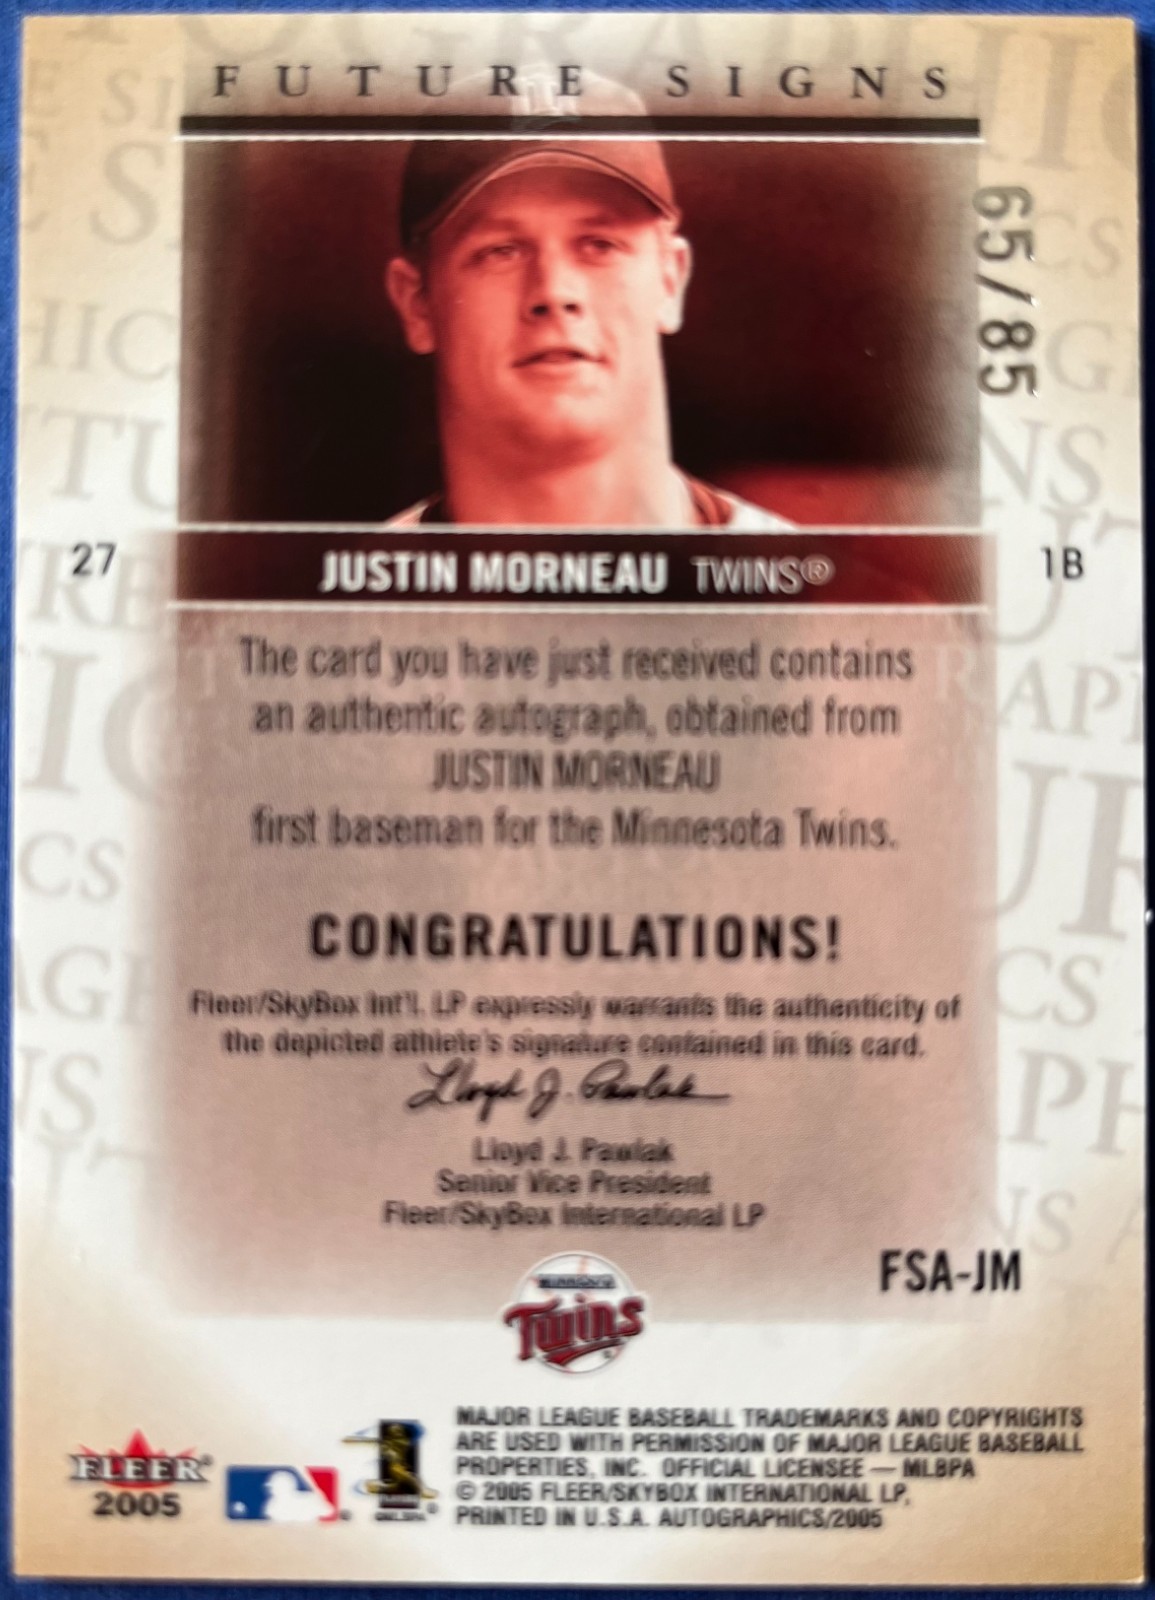 FUTURE SIGNS
65/85
27
JUSTIN MORNEAU TWINS®
1B
The card you have just received contains
an authentic autograph, obtained from
JUSTIN MORNEAU
first baseman for the Minnesota Twins.
CONGRATULATIONS!
Fleer/SkyBox Int'l. LP expressly warrants the authenticity of
the depicted athlete's signature contained in this card.
Lloyd J. Pawlak
Lloyd J. Pawlak
Senior Vice President
Fleer/SkyBox International LP
FSA-JM
Twins
FLEER
2005
MAJOR LEAGUE BASEBALL TRADEMARKS AND COPYRIGHTS
ARE USED WITH PERMISSION OF MAJOR LEAGUE BASEBALL
PROPERTIES, INC. OFFICIAL LICENSEE — MLBPA
© 2005 FLEER/SKYBOX INTERNATIONAL LP,
PRINTED IN U.S.A. AUTOGRAPHICS/2005